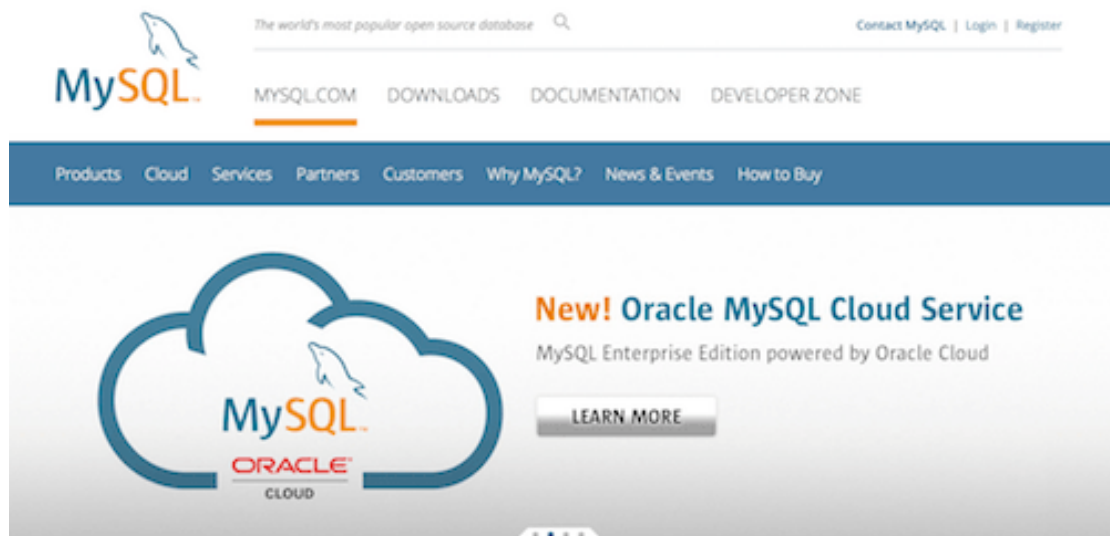 The world's most popular open source database
Contact MySQL | Login | Register
MySQL™
MYSQL.COM DOWNLOADS DOCUMENTATION DEVELOPER ZONE
Products Cloud Services Partners Customers Why MySQL? News & Events How to Buy
New! Oracle MySQL Cloud Service
MySQL Enterprise Edition powered by Oracle Cloud
LEARN MORE
MySQL™
ORACLE®
CLOUD